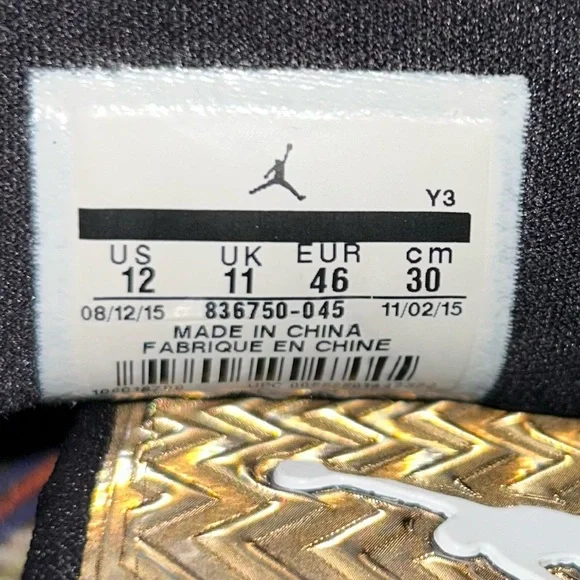 Y3
US UK EUR cm
12 11 46 30
08/12/15 836750-045 11/02/15
MADE IN CHINA
FABRIQUE EN CHINE
UPC